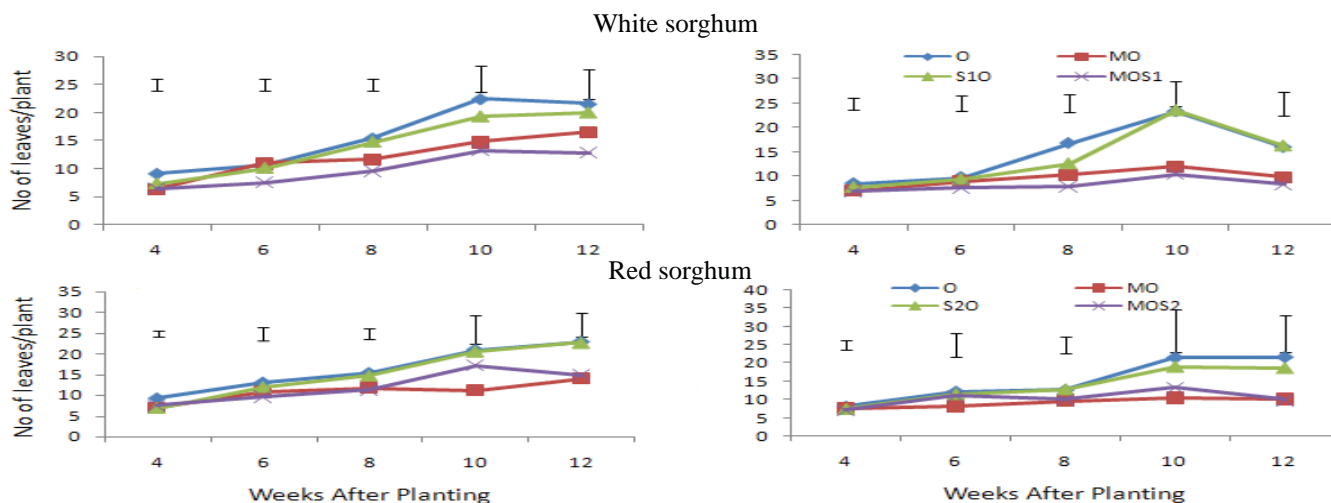 White sorghum
No of leaves/plant
30
25
20
15
10
5
0
4 6 8 10 12
35
30
25
20
15
10
5
0
O MO
S1O MOS1
4 6 8 10 12
Red sorghum
No of leaves/plant
35
30
25
20
15
10
5
0
4 6 8 10 12
Weeks After Planting
40
35
30
25
20
15
10
5
0
O MO
S2O MOS2
4 6 8 10 12
Weeks After Planting